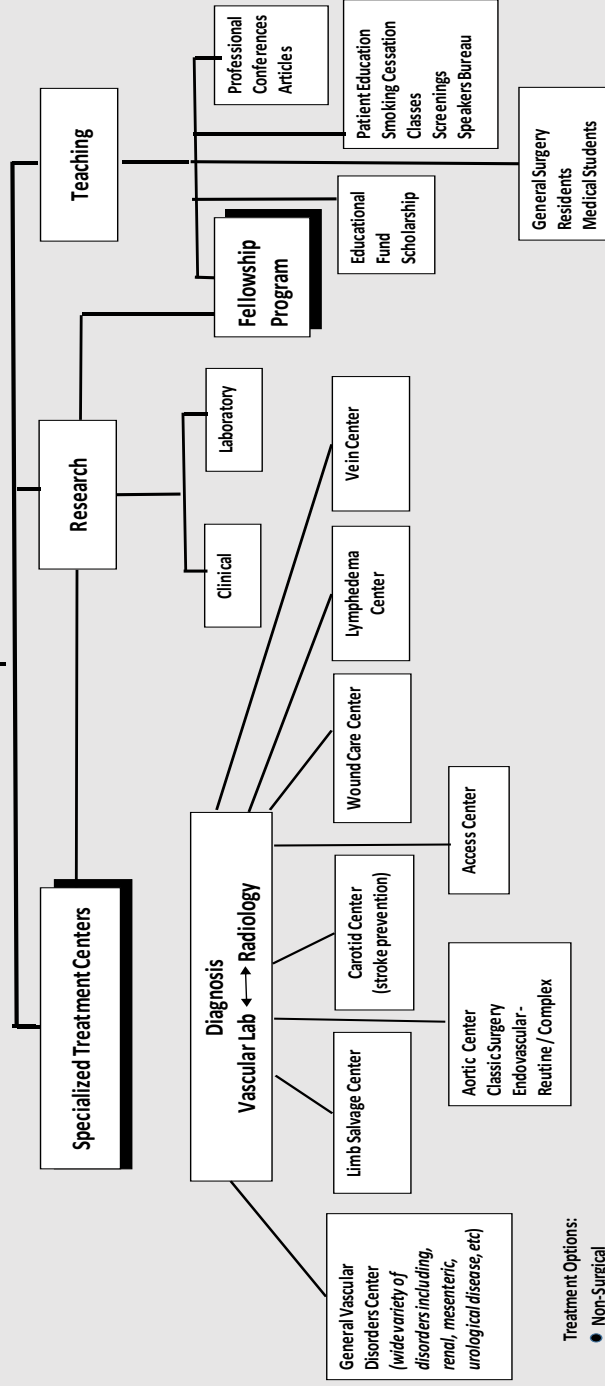 Specialized Treatment Centers
Research
Teaching
Clinical
Laboratory
Fellowship
Program
Professional
Conferences
Articles
Educational
Fund
Scholarship
Patient Education
Smoking Cessation
Classes
Screenings
Speakers Bureau
General Surgery
Residents
Medical Students
Diagnosis
Vascular Lab Radiology
General Vascular
Disorders Center
(wide variety of
disorders including,
renal, mesenteric,
urological disease, etc)
Limb Salvage Center
Aortic Center
Classic Surgery
Endovascular -
Reutine / Complex
Carotid Center
(stroke prevention)
Access Center
Wound Care Center
Lymphedema
Center
Vein Center
Treatment Options:
● Non-Surgical